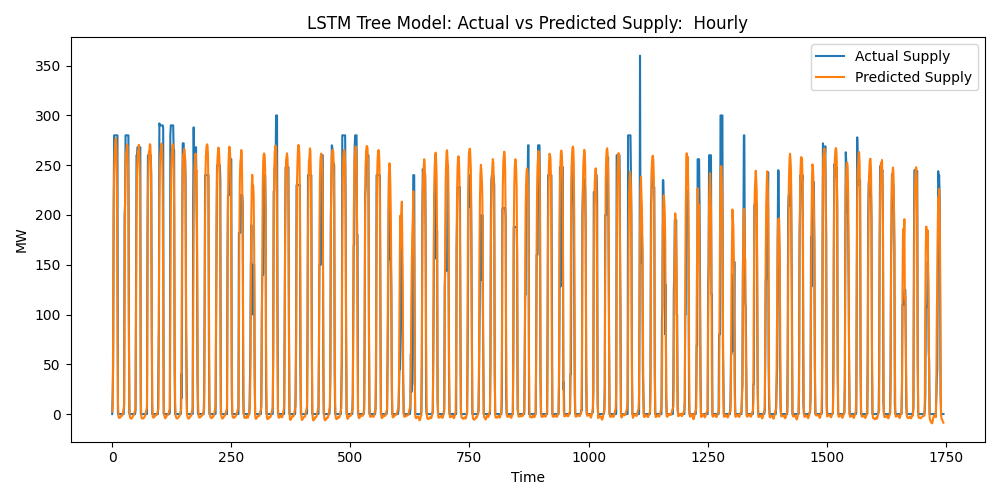 LSTM Tree Model: Actual vs Predicted Supply:  Hourly
Actual Supply
Predicted Supply
MW
350
300
250
200
150
100
50
0
0 250 500 750 1000 1250 1500 1750
Time